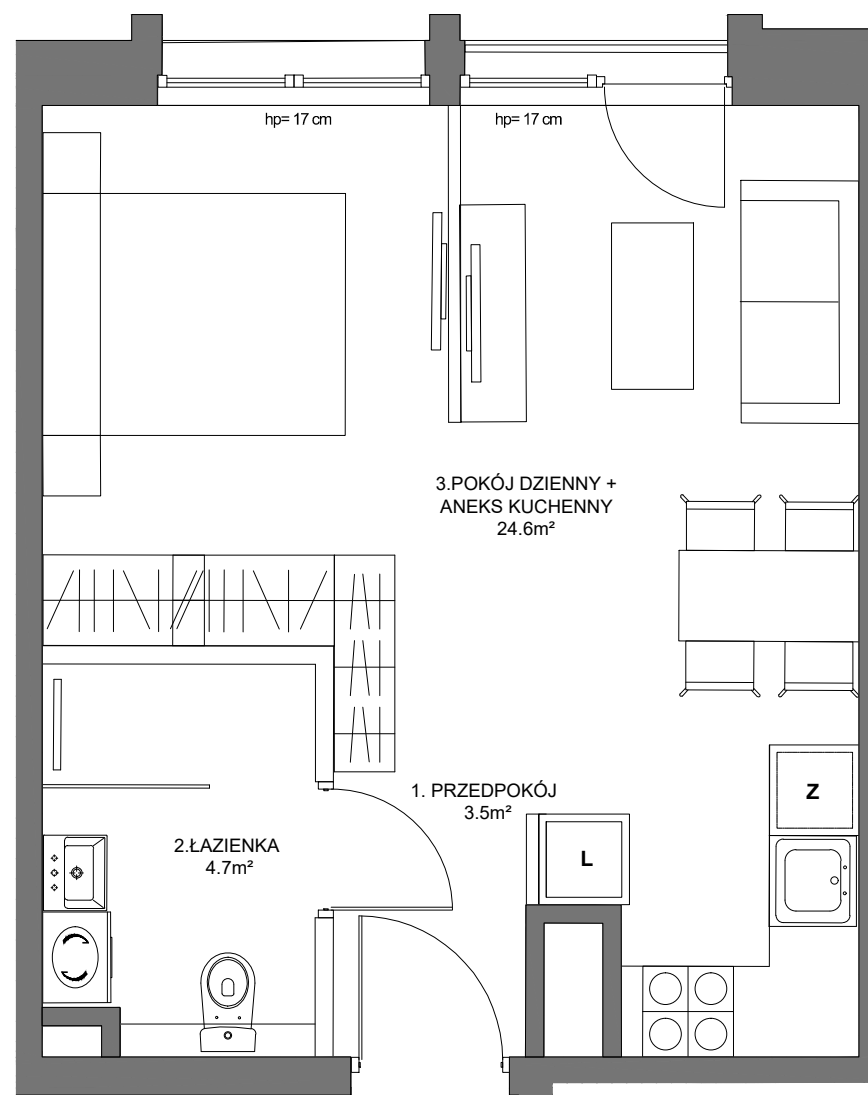 hp= 17 cm
hp= 17 cm
3.POKÓJ DZIENNY +
ANEKS KUCHENNY
24.6m²
1. PRZEDPOKÓJ
3.5m²
Z
2.ŁAZIENKA
4.7m²
L